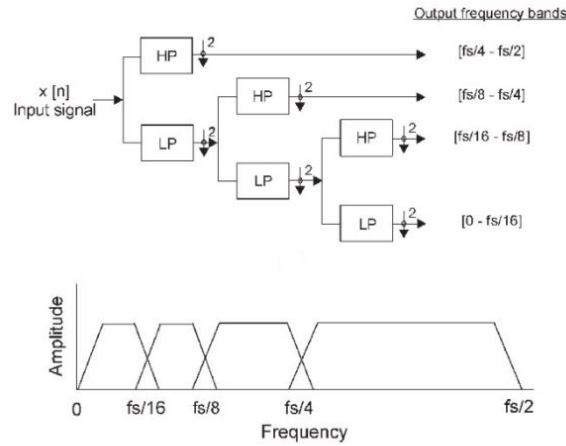 Output frequency bands
HP
2
[fs/4 - fs/2]
x [n]
Input signal
HP
2
[fs/8 - fs/4]
LP
2
HP
2
[fs/16 - fs/8]
LP
2
LP
2
[0 - fs/16]
Amplitude
0
fs/16
fs/8
fs/4
fs/2
Frequency